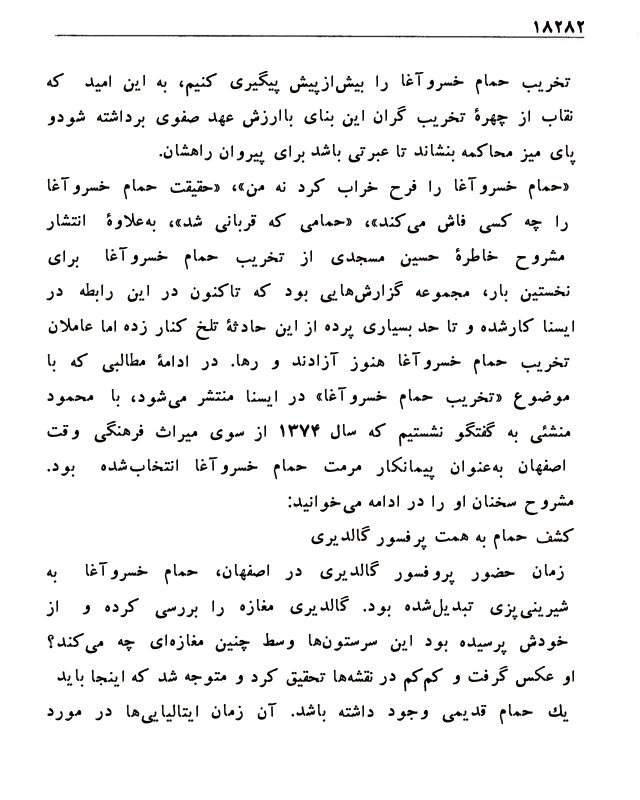 ۱۸۲۸۲
تخریب حمام خسروآغا را بیش‌ازپیش پیگیری کنیم، به این امید که
نقاب از چهرهٔ تخریب گران این بنای باارزش عهد صفوی برداشته شودو
پای میز محاکمه بنشاند تا عبرتی باشد برای پیروان راهشان.
«حمام خسروآغا را فرح خراب کرد نه من»، «حقیقت حمام خسروآغا
را چه کسی فاش می‌کند»، «حمامی که قربانی شد»، به‌علاوهٔ انتشار
مشروح خاطرهٔ حسین مسجدی از تخریب حمام خسروآغا برای
نخستین بار، مجموعه گزارش‌هایی بود که تاکنون در این رابطه در
ایسنا کارشده و تا حد بسیاری پرده از این حادثهٔ تلخ کنار زده اما عاملان
تخریب حمام خسروآغا هنوز آزادند و رها. در ادامهٔ مطالبی که با
موضوع «تخریب حمام خسروآغا» در ایسنا منتشر می‌شود، با محمود
منشئی به گفتگو نشستیم که سال ۱۳۷۴ از سوی میراث فرهنگی وقت
اصفهان به‌عنوان پیمانکار مرمت حمام خسروآغا انتخاب‌شده بود.
مشروح سخنان او را در ادامه می‌خوانید:
کشف حمام به همت پرفسور گالدیری
زمان حضور پروفسور گالدیری در اصفهان، حمام خسروآغا به
شیرینی‌پزی تبدیل‌شده بود. گالدیری مغازه را بررسی کرده و از
خودش پرسیده بود این سرستون‌ها وسط چنین مغازه‌ای چه می‌کند؟
او عکس گرفت و کم‌کم در نقشه‌ها تحقیق کرد و متوجه شد که اینجا باید
یك حمام قدیمی وجود داشته باشد. آن زمان ایتالیایی‌ها در مورد